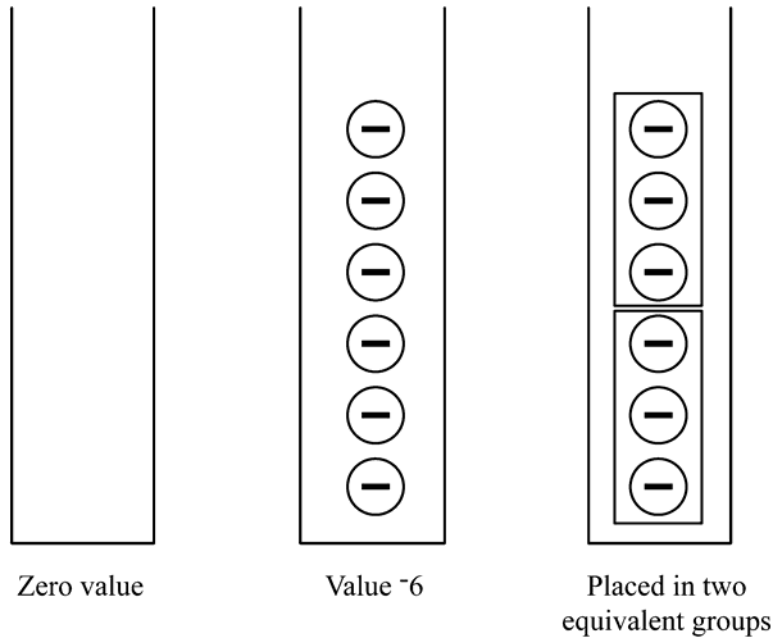 Zero value
Value ⁻6
Placed in two
equivalent groups